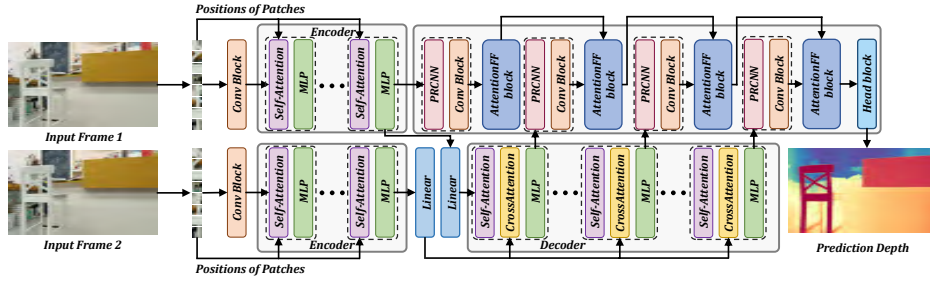 Positions of Patches
Encoder
Conv Block
Self-Attention
MLP
Self-Attention
MLP
PRCNN
Conv Block
AttentionFF
block
PRCNN
Conv Block
AttentionFF
block
PRCNN
Conv Block
AttentionFF
block
PRCNN
Conv Block
AttentionFF
block
Head block
Input Frame 1
Conv Block
Self-Attention
MLP
Self-Attention
MLP
Encoder
Linear
Linear
Self-Attention
CrossAttention
MLP
Self-Attention
CrossAttention
MLP
Self-Attention
CrossAttention
MLP
Decoder
Input Frame 2
Prediction Depth
Positions of Patches